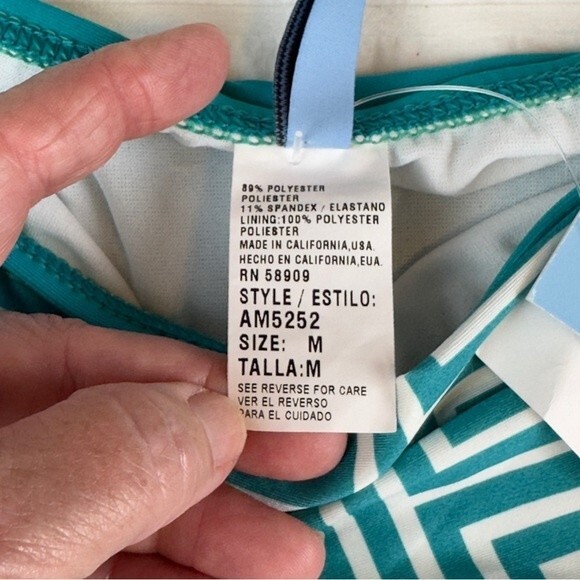 89% POLYESTER
POLIESTER
11% SPANDEX / ELASTANO
LINING:100% POLYESTER
POLIESTER
MADE IN CALIFORNIA,USA.
HECHO EN CALIFORNIA,EUA.
RN 58909
STYLE / ESTILO:
AM5252
SIZE: M
TALLA:M
SEE REVERSE FOR CARE
VER EL REVERSO
PARA EL CUIDADO